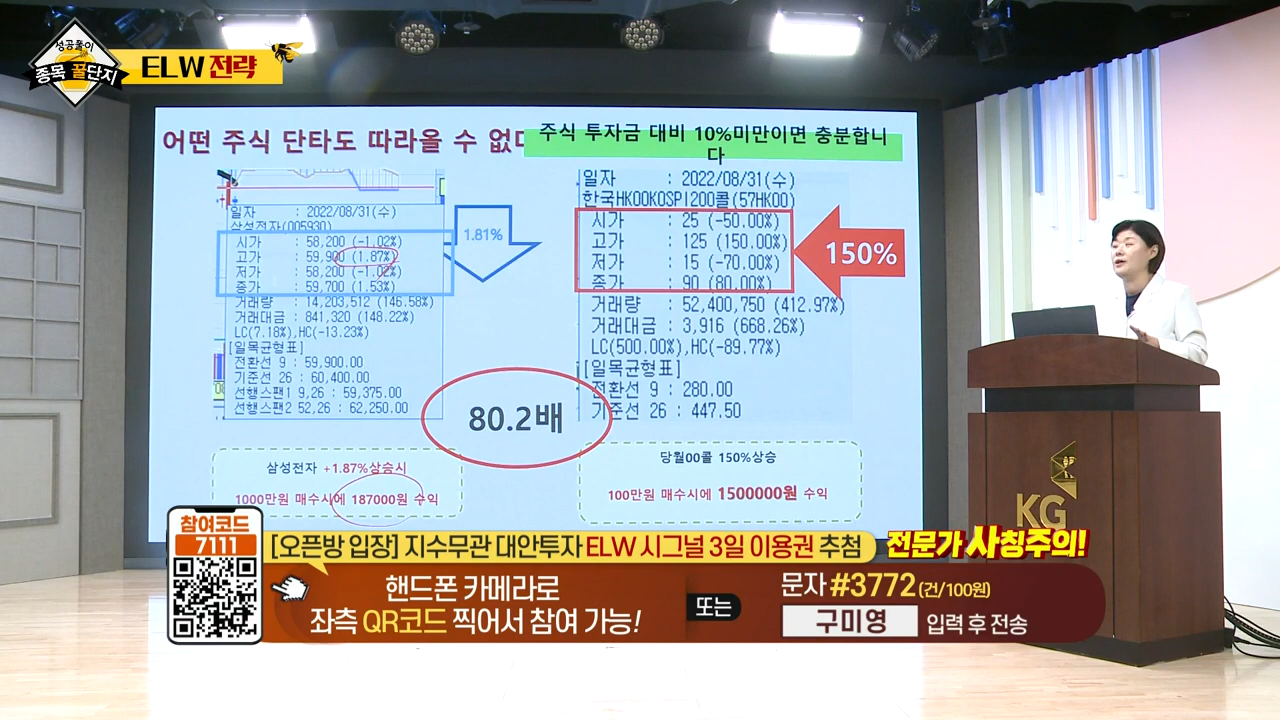 성공풀이
종목 꿀단지
ELW전략
어떤 주식 단타도 따라올 수 없다
주식 투자금 대비 10%미만이면 충분합니다
일자 : 2022/08/31(수)
삼성전자(005930)
시가 : 58,200 (-1.02%)
고가 : 59,900 (1.87%)
저가 : 58,200 (-1.02%)
종가 : 59,700 (1.53%)
거래량 : 14,203,512 (146.58%)
거래대금 : 841,320 (148.22%)
LC(7.18%),HC(-13.23%)
[일목균형표]
전환선 9 : 59,900.00
기준선 26 : 60,400.00
선행스팬1 9,26 : 59,375.00
선행스팬2 52,26 : 62,250.00
1.81%
일자 : 2022/08/31(수)
한국HK00KOSPI200콜(57HK00)
시가 : 25 (-50.00%)
고가 : 125 (150.00%)
저가 : 15 (-70.00%)
종가 : 90 (80.00%)
거래량 : 52,400,750 (412.97%)
거래대금 : 3,916 (668.26%)
LC(500.00%),HC(-89.77%)
[일목균형표]
전환선 9 : 280.00
기준선 26 : 447.50
150%
80.2배
삼성전자 +1.87%상승시
1000만원 매수시에 187000원 수익
당월00콜 150%상승
100만원 매수시에 1500000원 수익
KG
참여코드
7111
[오픈방 입장] 지수무관 대안투자 ELW 시그널 3일 이용권 추첨
전문가 사칭주의!
핸드폰 카메라로
좌측 QR코드 찍어서 참여 가능!
또는
문자 #3772 (건/100원)
구미영 입력 후 전송